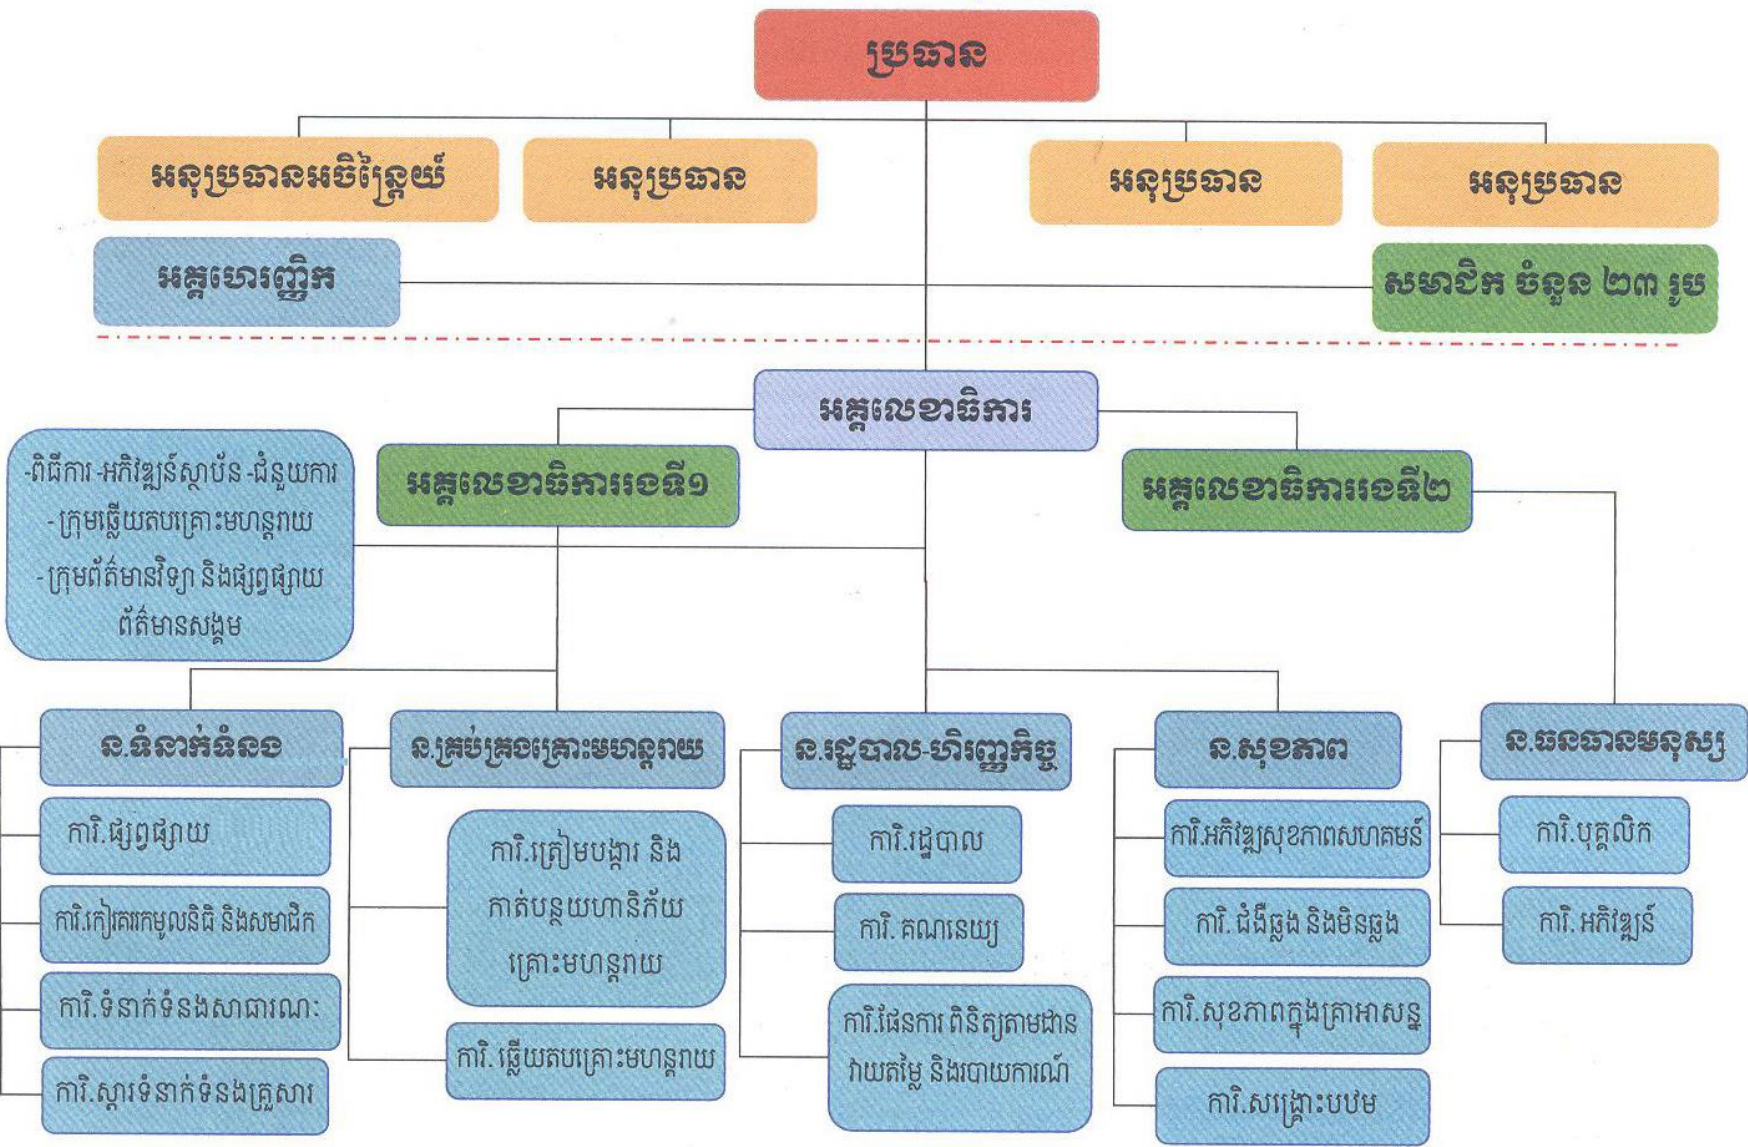 ប្រធាន
អនុប្រធានអចិន្ត្រៃយ៍
អនុប្រធាន
អនុប្រធាន
អនុប្រធាន
អគ្គហេរញ្ញិក
សមាជិក ចំនួន ២៣ រូប
អគ្គលេខាធិការ
-ពិធីការ -អភិវឌ្ឍន៍ស្ថាប័ន -ជំនួយការ
- ក្រុមឆ្លើយតបគ្រោះមហន្តរាយ
- ក្រុមព័ត៌មានវិទ្យា និងផ្សព្វផ្សាយ
ព័ត៌មានសង្គម
អគ្គលេខាធិការរងទី១
អគ្គលេខាធិការរងទី២
ន.ទំនាក់ទំនង
ន.គ្រប់គ្រងគ្រោះមហន្តរាយ
ន.រដ្ឋបាល-ហិរញ្ញកិច្ច
ន.សុខភាព
ន.ធនធានមនុស្ស
ការិ.ផ្សព្វផ្សាយ
ការិ.កៀរគររកមូលនិធិ និងសមាជិក
ការិ.ទំនាក់ទំនងសាធារណៈ
ការិ.ស្តារទំនាក់ទំនងគ្រួសារ
ការិ.ត្រៀមបង្ការ និង
កាត់បន្ថយហានិភ័យ
គ្រោះមហន្តរាយ
ការិ. ឆ្លើយតបគ្រោះមហន្តរាយ
ការិ.រដ្ឋបាល
ការិ. គណនេយ្យ
ការិ.ផែនការ ពិនិត្យតាមដាន
វាយតម្លៃ និងរបាយការណ៍
ការិ.អភិវឌ្ឍសុខភាពសហគមន៍
ការិ. ជំងឺឆ្លង និងមិនឆ្លង
ការិ.សុខភាពក្នុងគ្រាអាសន្ន
ការិ.សង្គ្រោះបឋម
ការិ.បុគ្គលិក
ការិ. អភិវឌ្ឍន៍